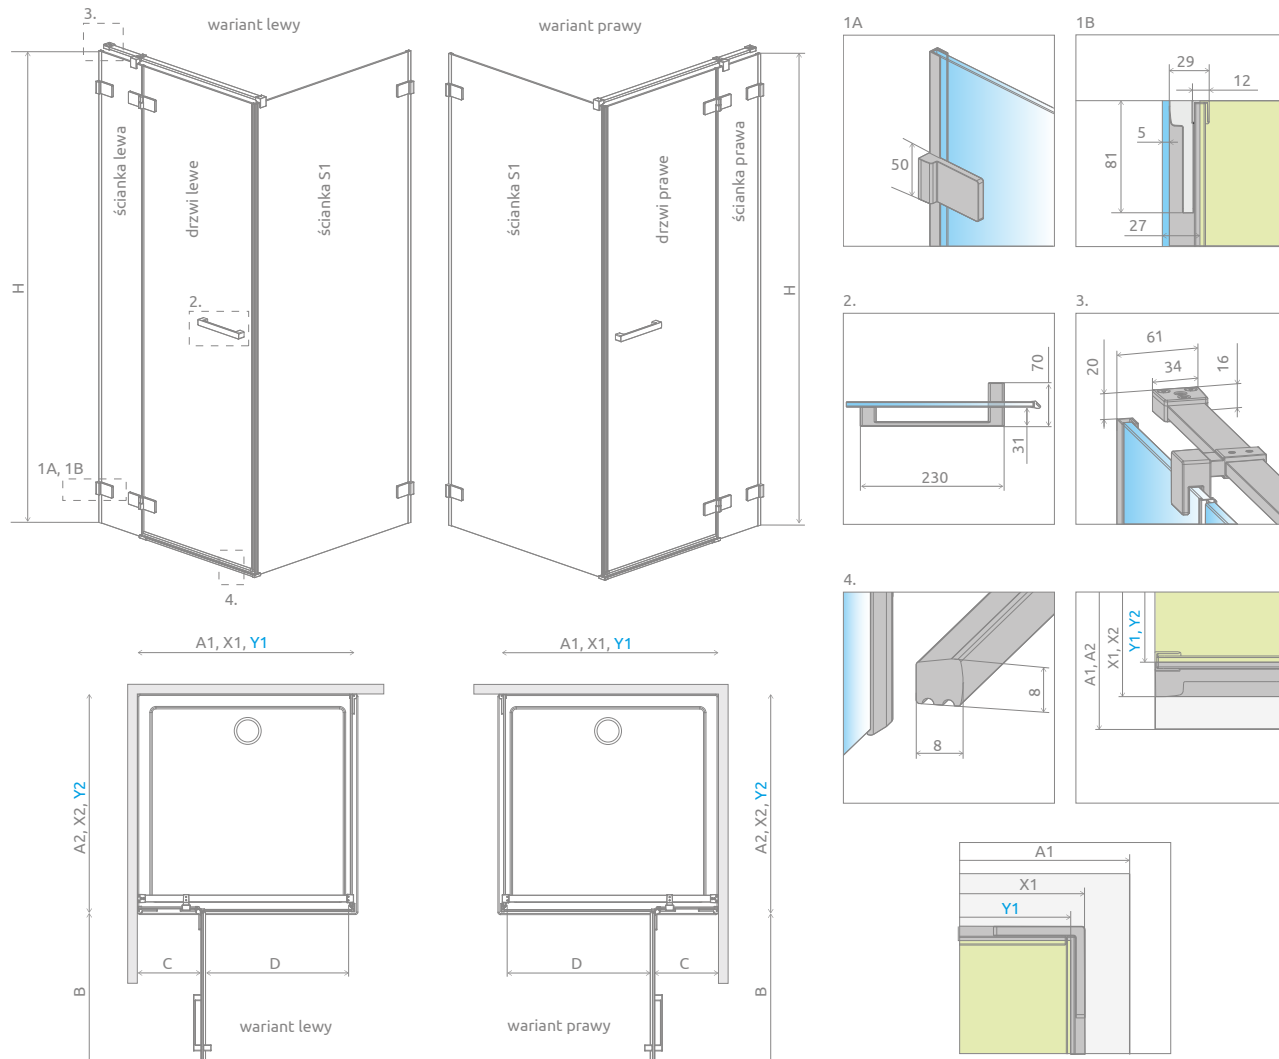 3.
wariant lewy
wariant prawy
H
ścianka lewa
drzwi lewe
ścianka S1
2.
1A, 1B
4.
ścianka S1
drzwi prawe
ścianka prawa
H
1A
50
1B
29
12
5
81
27
2.
70
31
230
3.
61
34
20
16
4.
8
8
A1, A2
X1, X2
Y1, Y2
A1, X1, Y1
A2, X2, Y2
C
D
B
wariant lewy
A1, X1, Y1
A2, X2, Y2
D
C
B
wariant prawy
A1
X1
Y1